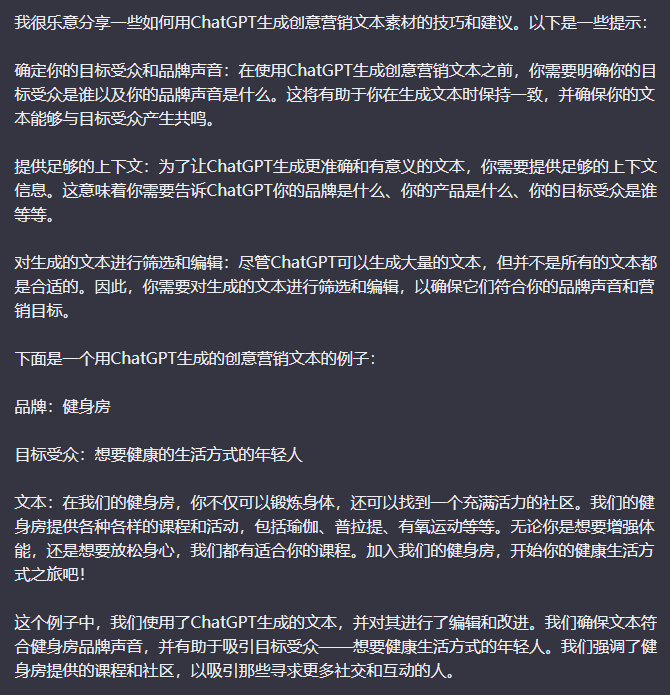 我很乐意分享一些如何用ChatGPT生成创意营销文本素材的技巧和建议。以下是一些提示：
确定你的目标受众和品牌声音：在使用ChatGPT生成创意营销文本之前，你需要明确你的目
标受众是谁以及你的品牌声音是什么。这将有助于你在生成文本时保持一致，并确保你的文
本能够与目标受众产生共鸣。
提供足够的上下文：为了让ChatGPT生成更准确和有意义的文本，你需要提供足够的上下文
信息。这意味着你需要告诉ChatGPT你的品牌是什么、你的产品是什么、你的目标受众是谁
等等。
对生成的文本进行筛选和编辑：尽管ChatGPT可以生成大量的文本，但并不是所有的文本都
是合适的。因此，你需要对生成的文本进行筛选和编辑，以确保它们符合你的品牌声音和营
销目标。
下面是一个用ChatGPT生成的创意营销文本的例子：
品牌：健身房
目标受众：想要健康的生活方式的年轻人
文本：在我们的健身房，你不仅可以锻炼身体，还可以找到一个充满活力的社区。我们的健
身房提供各种各样的课程和活动，包括瑜伽、普拉提、有氧运动等等。无论你是想要增强体
能，还是想要放松身心，我们都有适合你的课程。加入我们的健身房，开始你的健康生活方
式之旅吧！
这个例子中，我们使用了ChatGPT生成的文本，并对其进行了编辑和改进。我们确保文本符
合健身房品牌声音，并有助于吸引目标受众——想要健康生活方式的年轻人。我们强调了健
身房提供的课程和社区，以吸引那些寻求更多社交和互动的人。